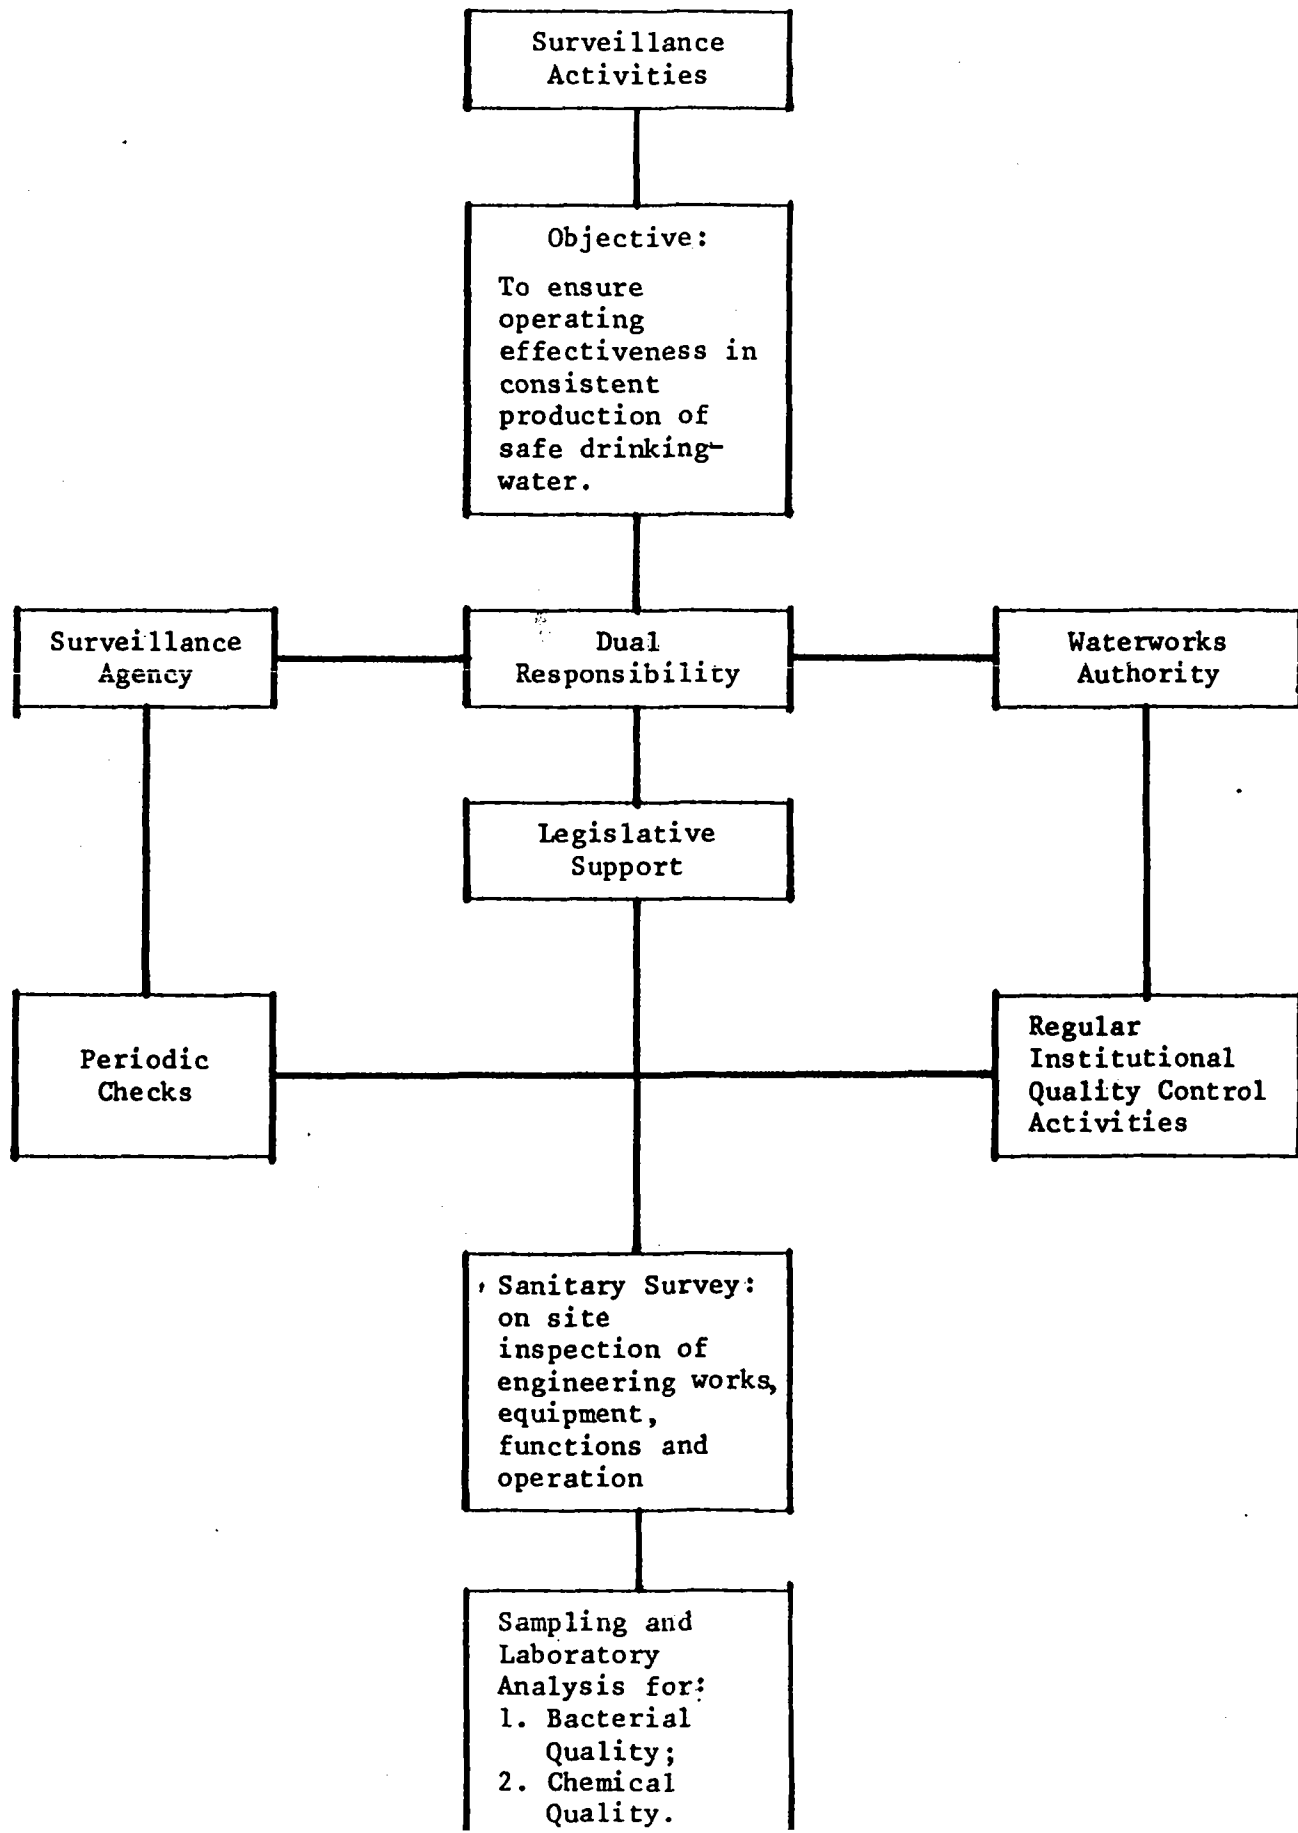 Surveillance
Activities
Objective:
To ensure
operating
effectiveness in
consistent
production of
safe drinking-
water.
Surveillance
Agency
Dual
Responsibility
Waterworks
Authority
Legislative
Support
Periodic
Checks
Regular
Institutional
Quality Control
Activities
Sanitary Survey:
on site
inspection of
engineering works,
equipment,
functions and
operation
Sampling and
Laboratory
Analysis for:
1. Bacterial
Quality;
2. Chemical
Quality.